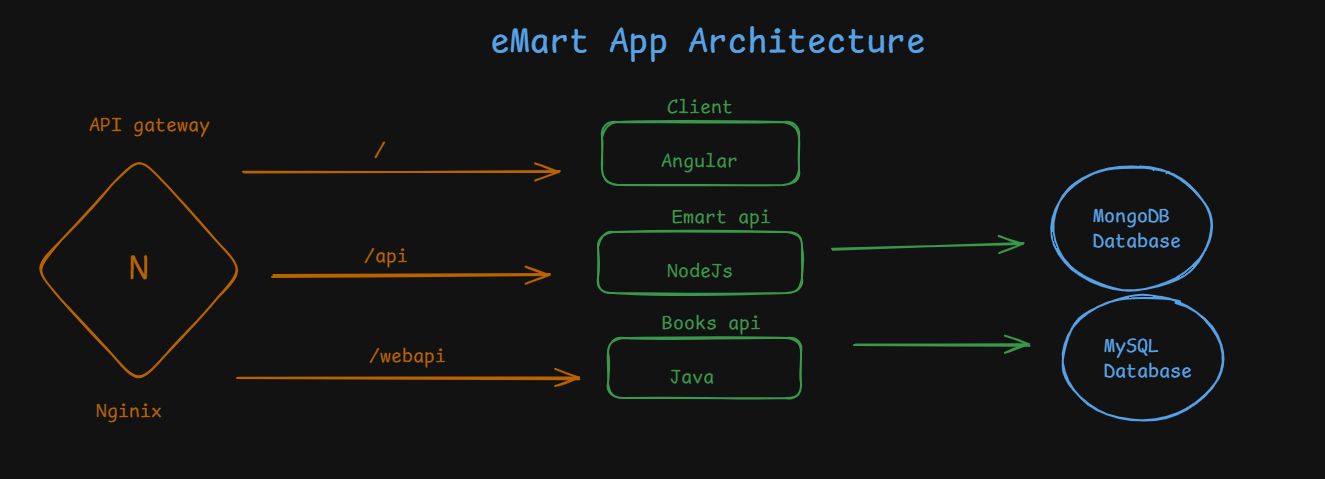 eMart App Architecture
API gateway
N
Nginix
/
/api
/webapi
Client
Angular
Emart api
NodeJs
Books api
Java
MongoDB
Database
MySQL
Database